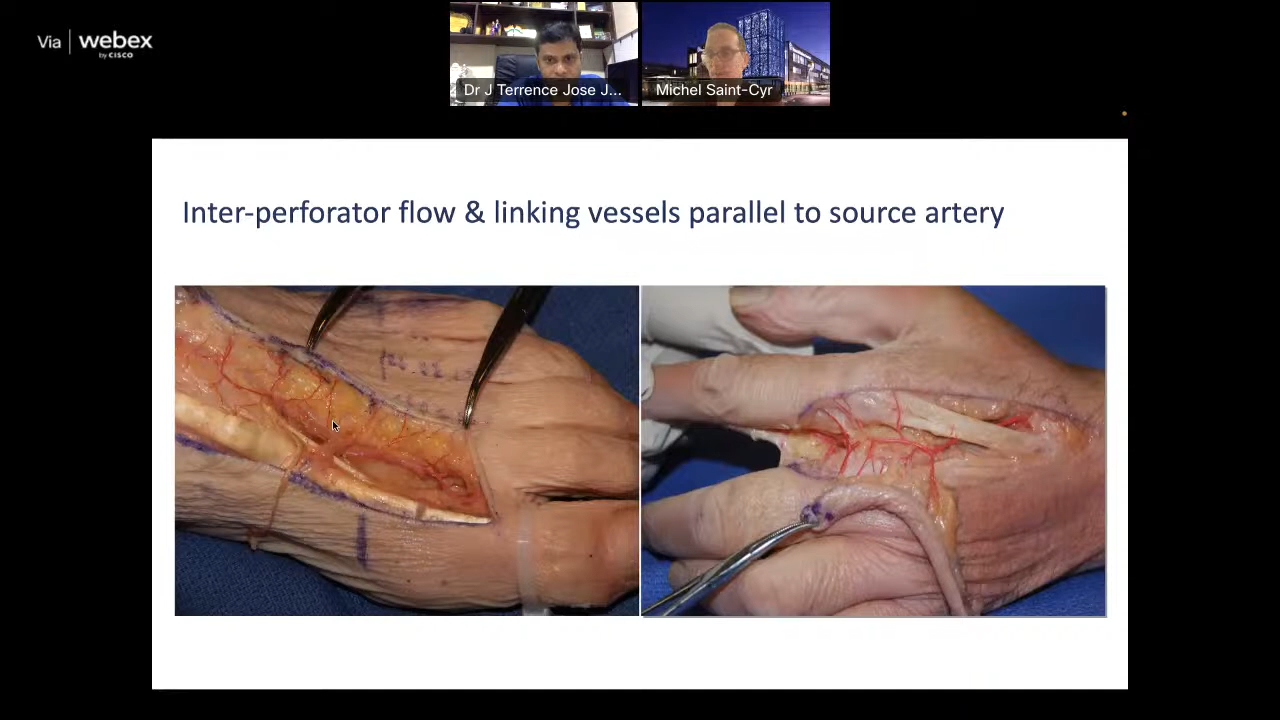 Via | webex
by CISCO
Dr J Terrence Jose J...
Michel Saint-Cyr
Inter-perforator flow & linking vessels parallel to source artery